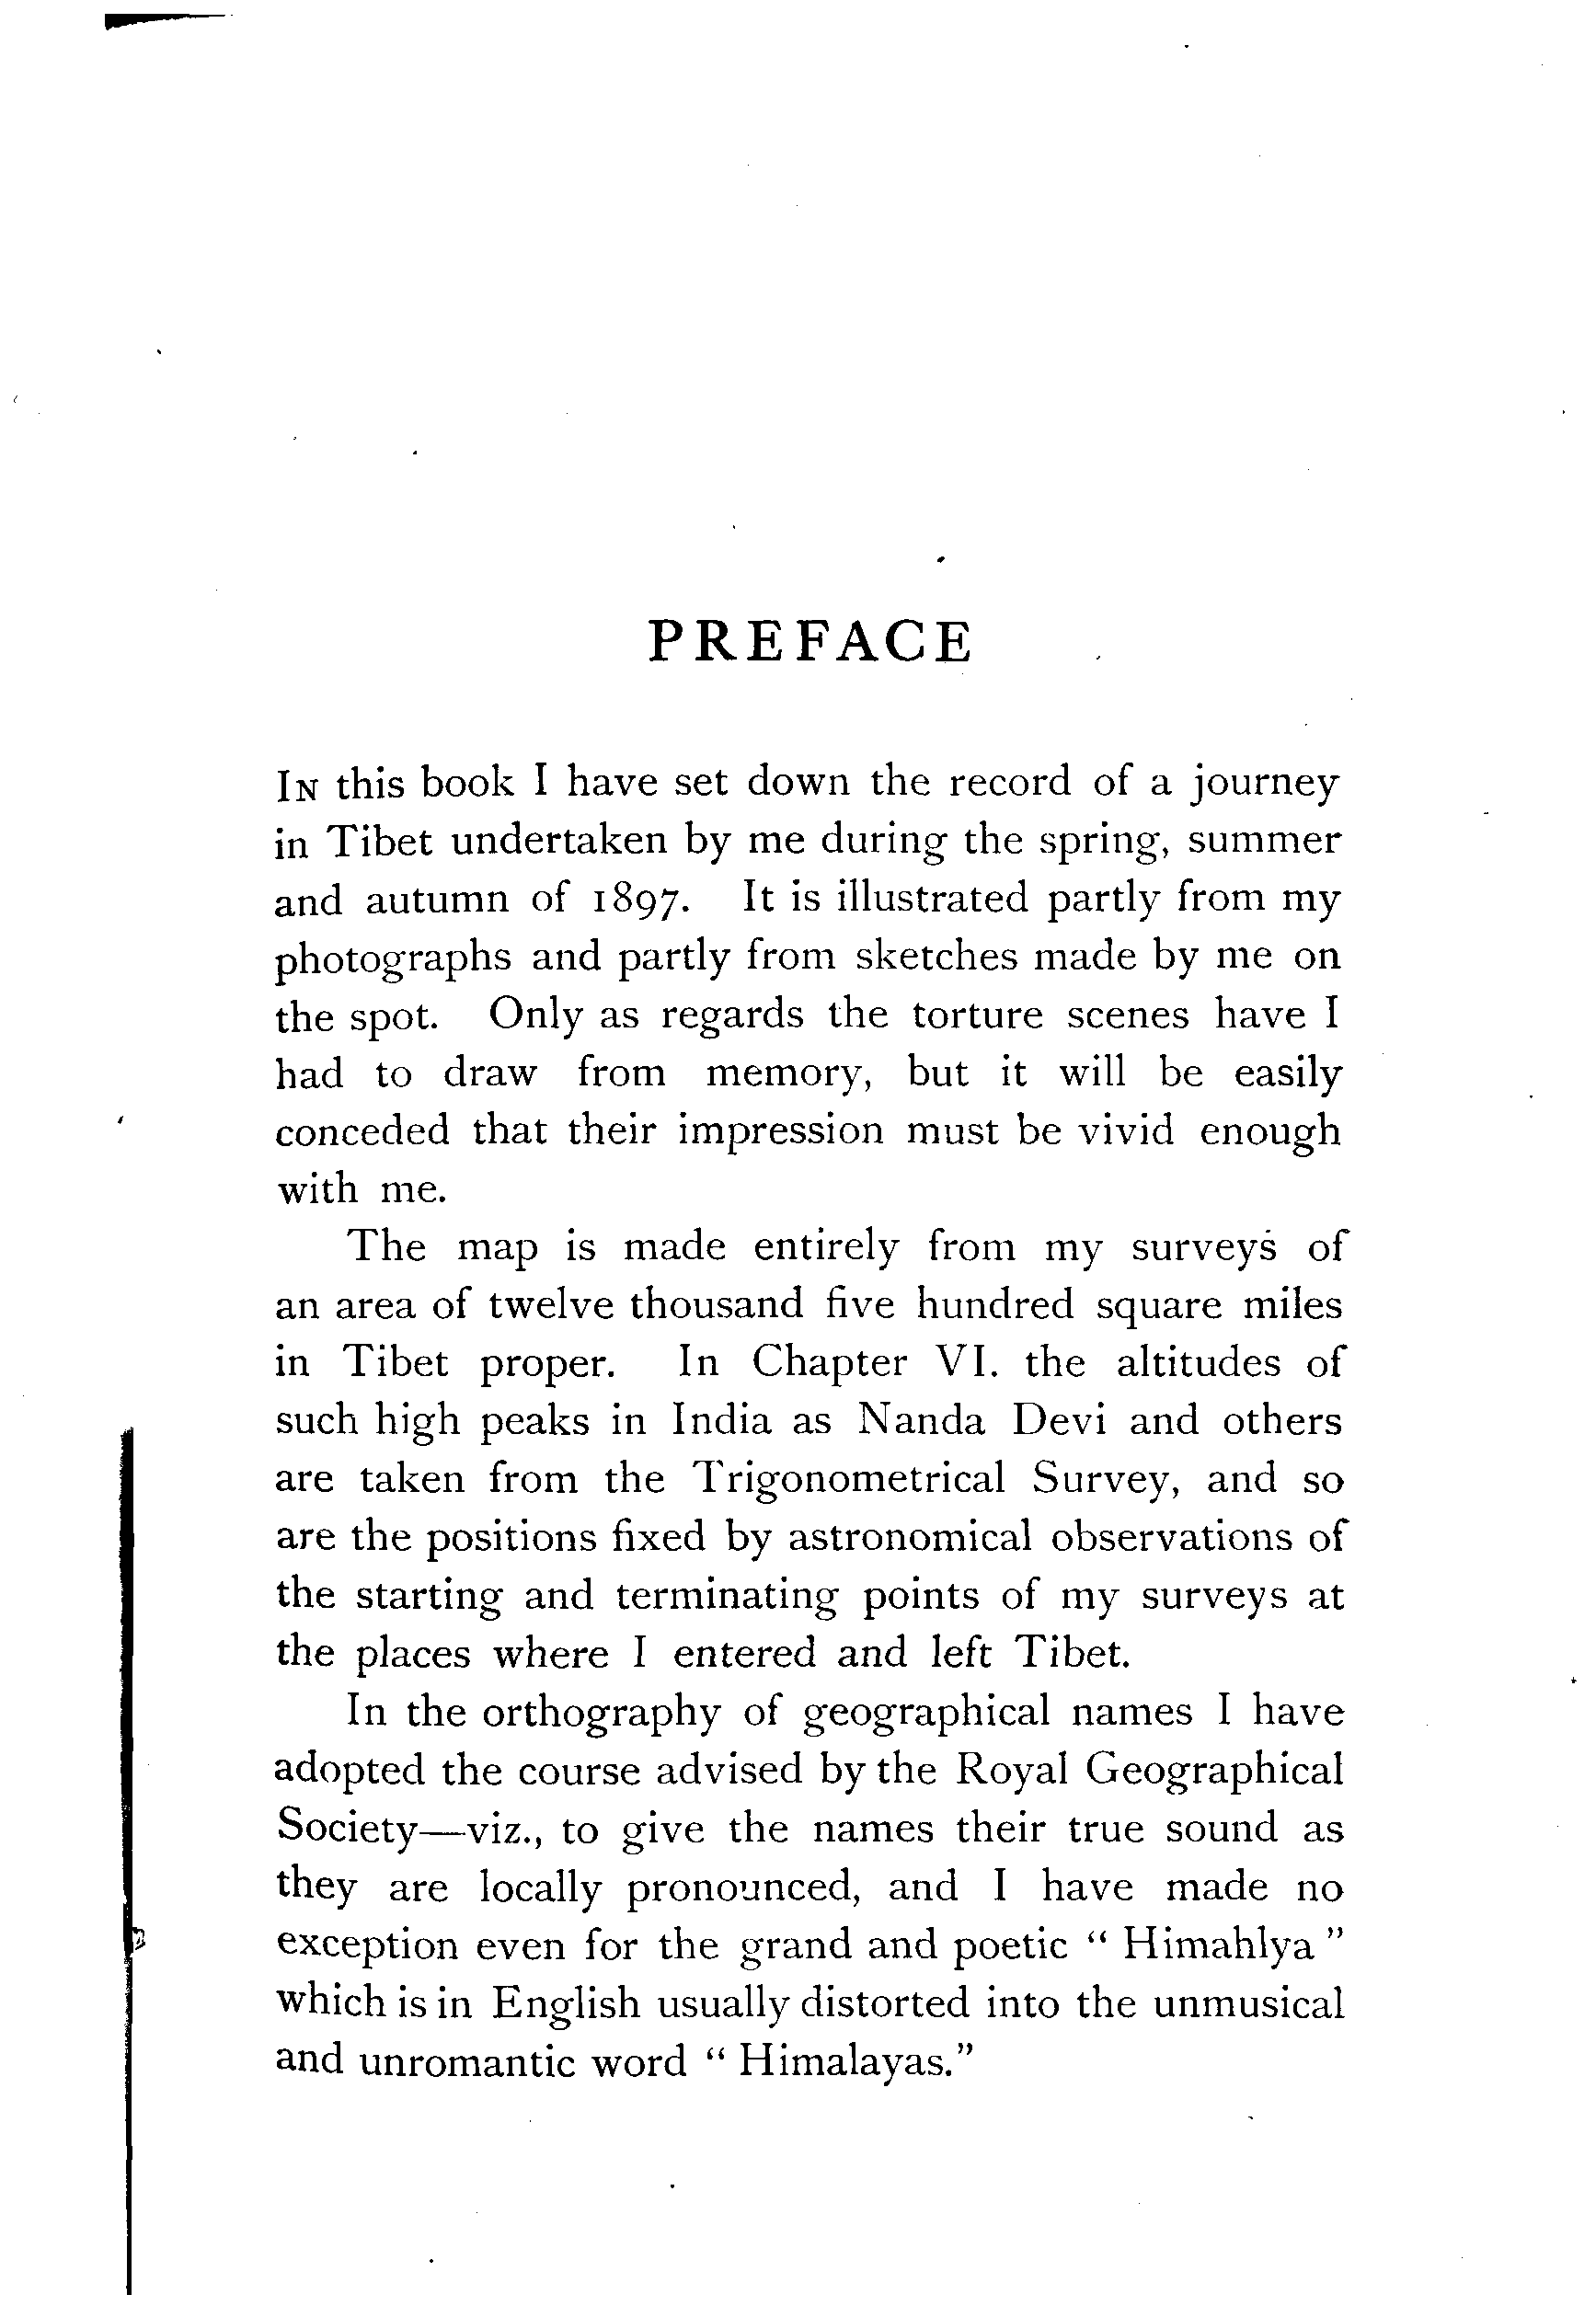 PREFACE
IN this book I have set down the record of a journey
in Tibet undertaken by me during the spring, summer
and autumn of 1897. It is illustrated partly from my
photographs and partly from sketches made by me on
the spot. Only as regards the torture scenes have I
had to draw from memory, but it will be easily
conceded that their impression must be vivid enough
with me.
The map is made entirely from my surveys of
an area of twelve thousand five hundred square miles
in Tibet proper. In Chapter VI. the altitudes of
such high peaks in India as Nanda Devi and others
are taken from the Trigonometrical Survey, and so
are the positions fixed by astronomical observations of
the starting and terminating points of my surveys at
the places where I entered and left Tibet.
In the orthography of geographical names I have
adopted the course advised by the Royal Geographical
Society—viz., to give the names their true sound as
they are locally pronounced, and I have made no
exception even for the grand and poetic “ Himahlya ”
which is in English usually distorted into the unmusical
and unromantic word “ Himalayas.”